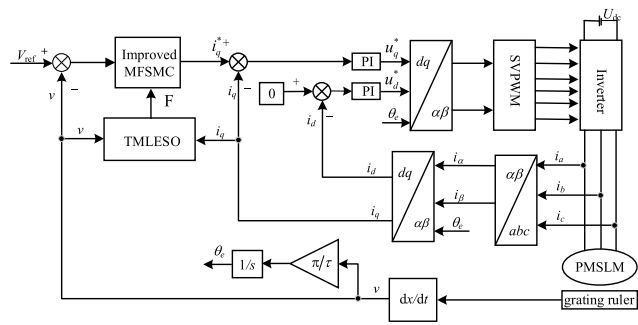 U_dc
V_ref + − v
Improved MFSMC
i_q^* +
i_q −
PI
u_q^*
0 +
i_d −
PI
u_d^*
θ_e
dq
αβ
SVPWM
Inverter
F
v
TMLESO
i_q
i_d
i_q
dq
αβ
i_α
i_β
θ_e
αβ
abc
i_a
i_b
i_c
PMSLM
grating ruler
θ_e
1/s
π/τ
v
dx/dt